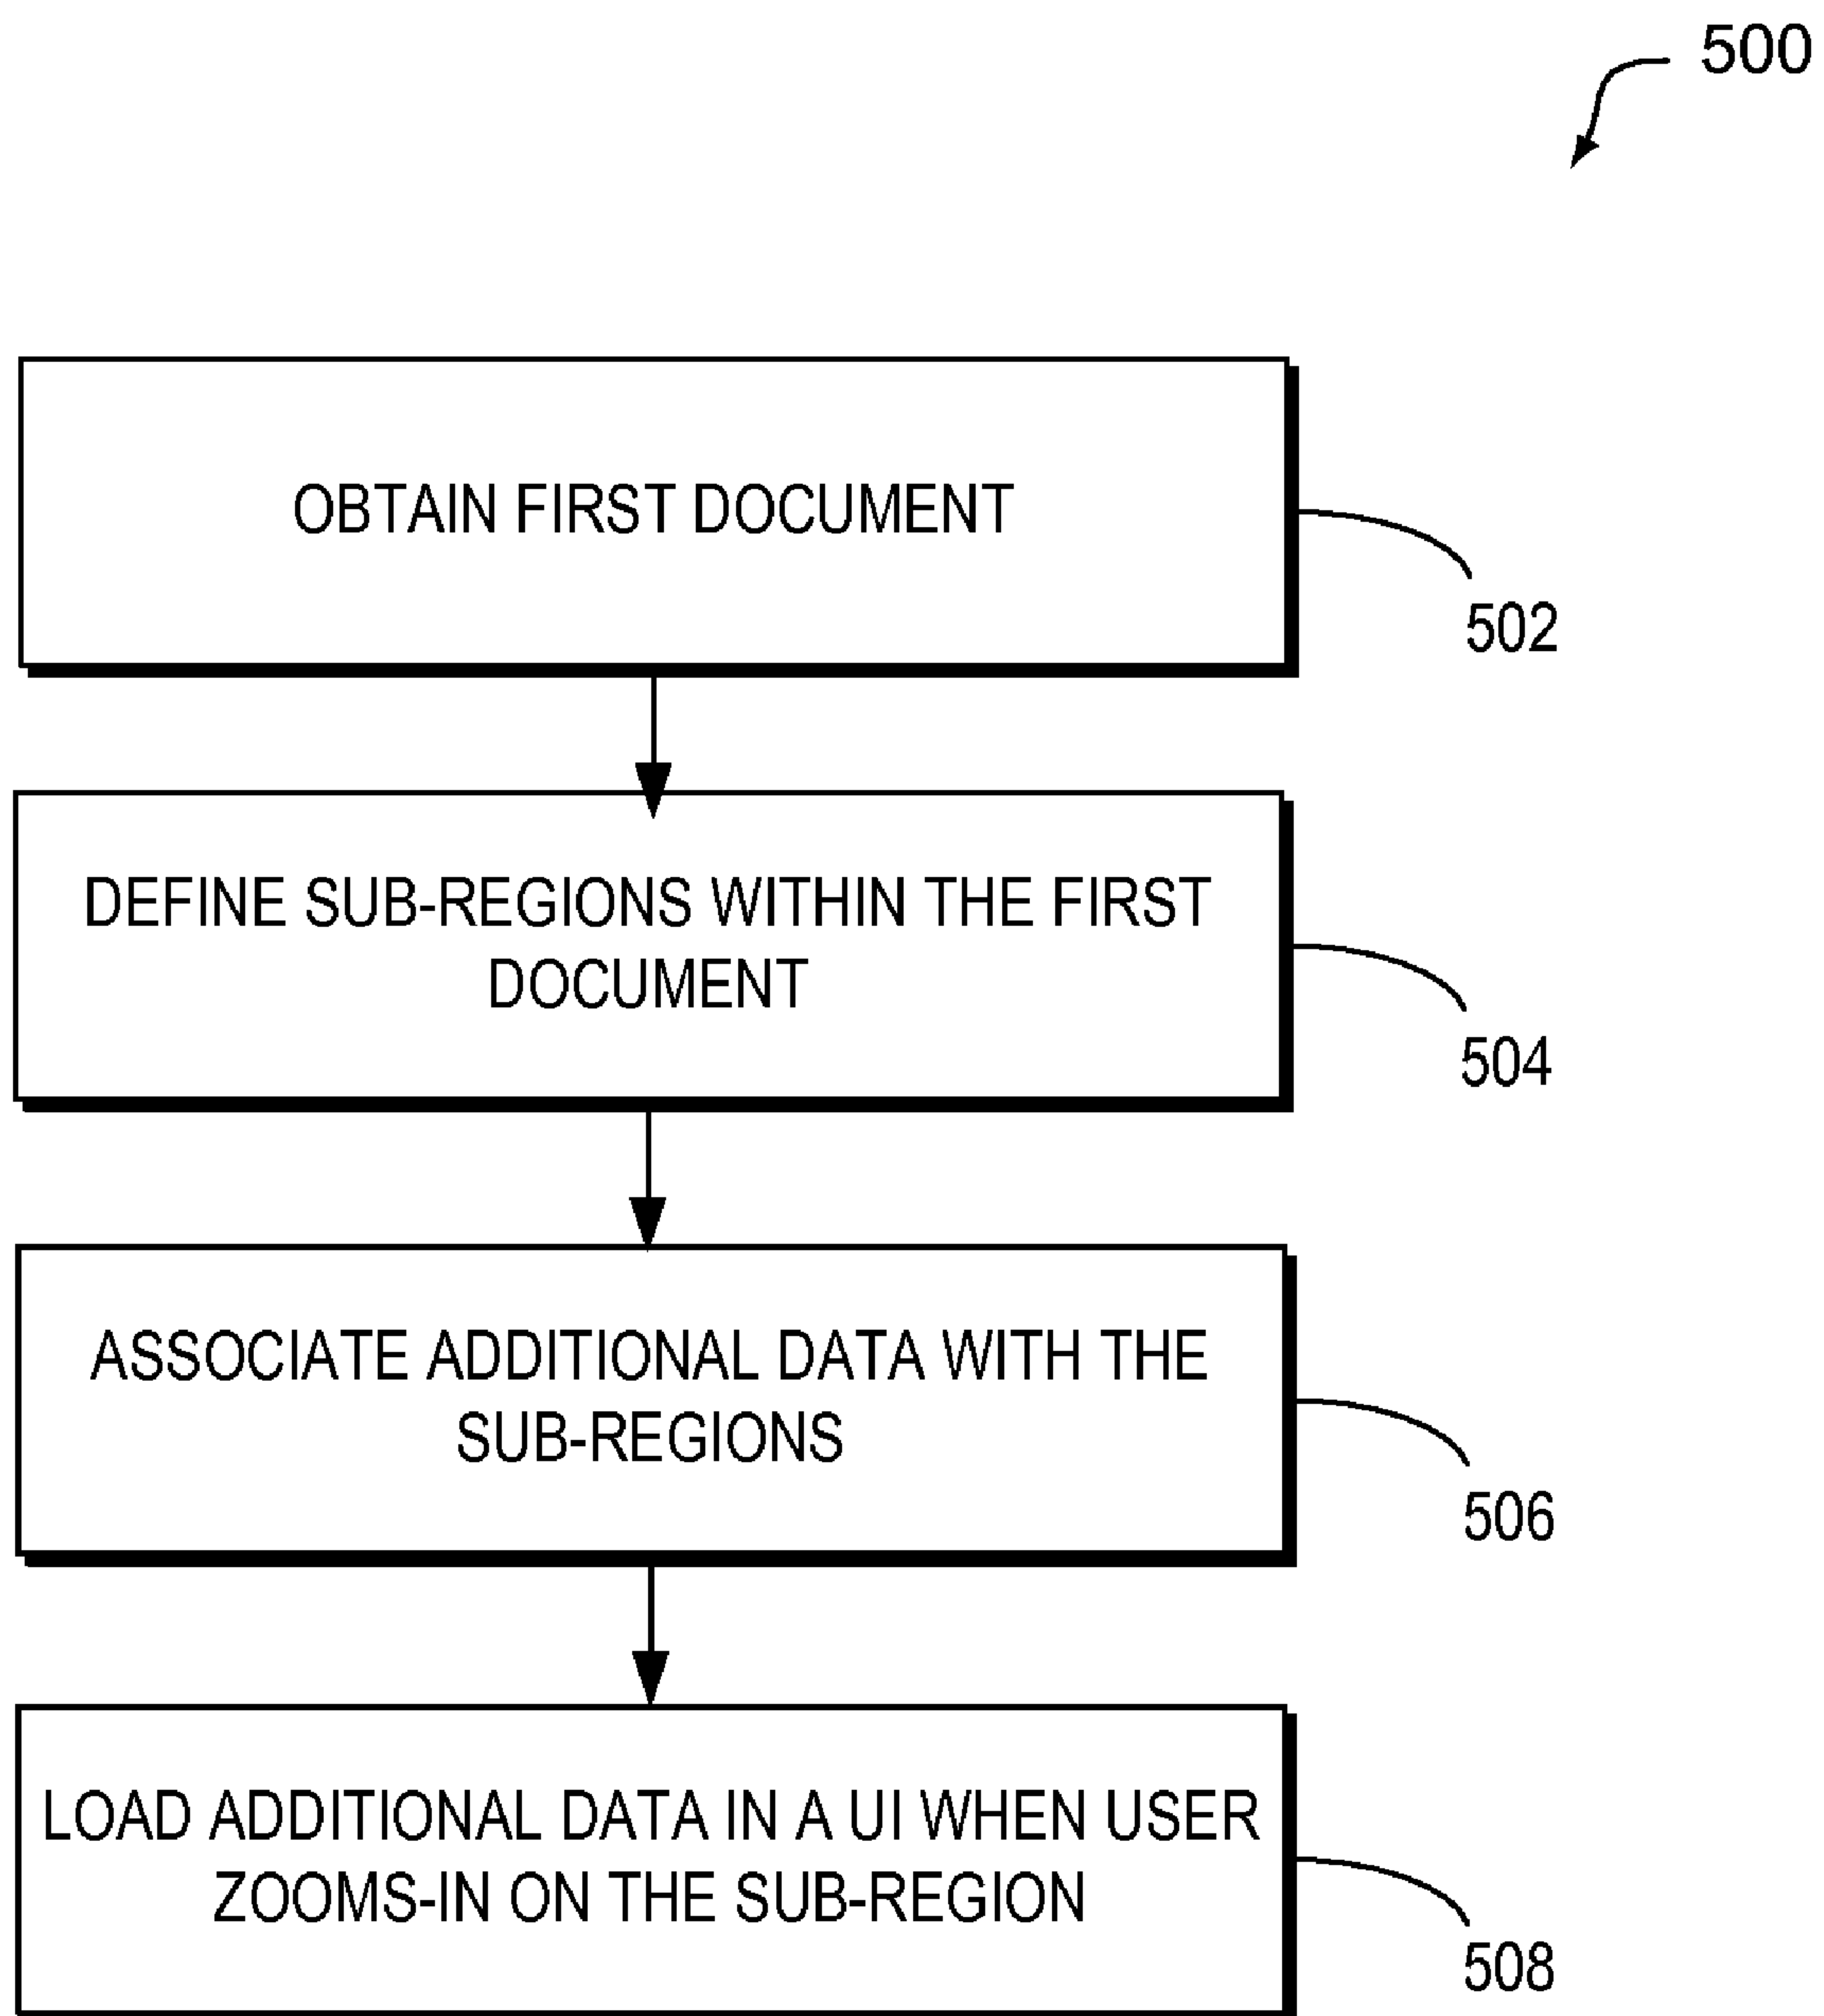 500
OBTAIN FIRST DOCUMENT
502
DEFINE SUB-REGIONS WITHIN THE FIRST
DOCUMENT
504
ASSOCIATE ADDITIONAL DATA WITH THE
SUB-REGIONS
506
LOAD ADDITIONAL DATA IN A UI WHEN USER
ZOOMS-IN ON THE SUB-REGION
508